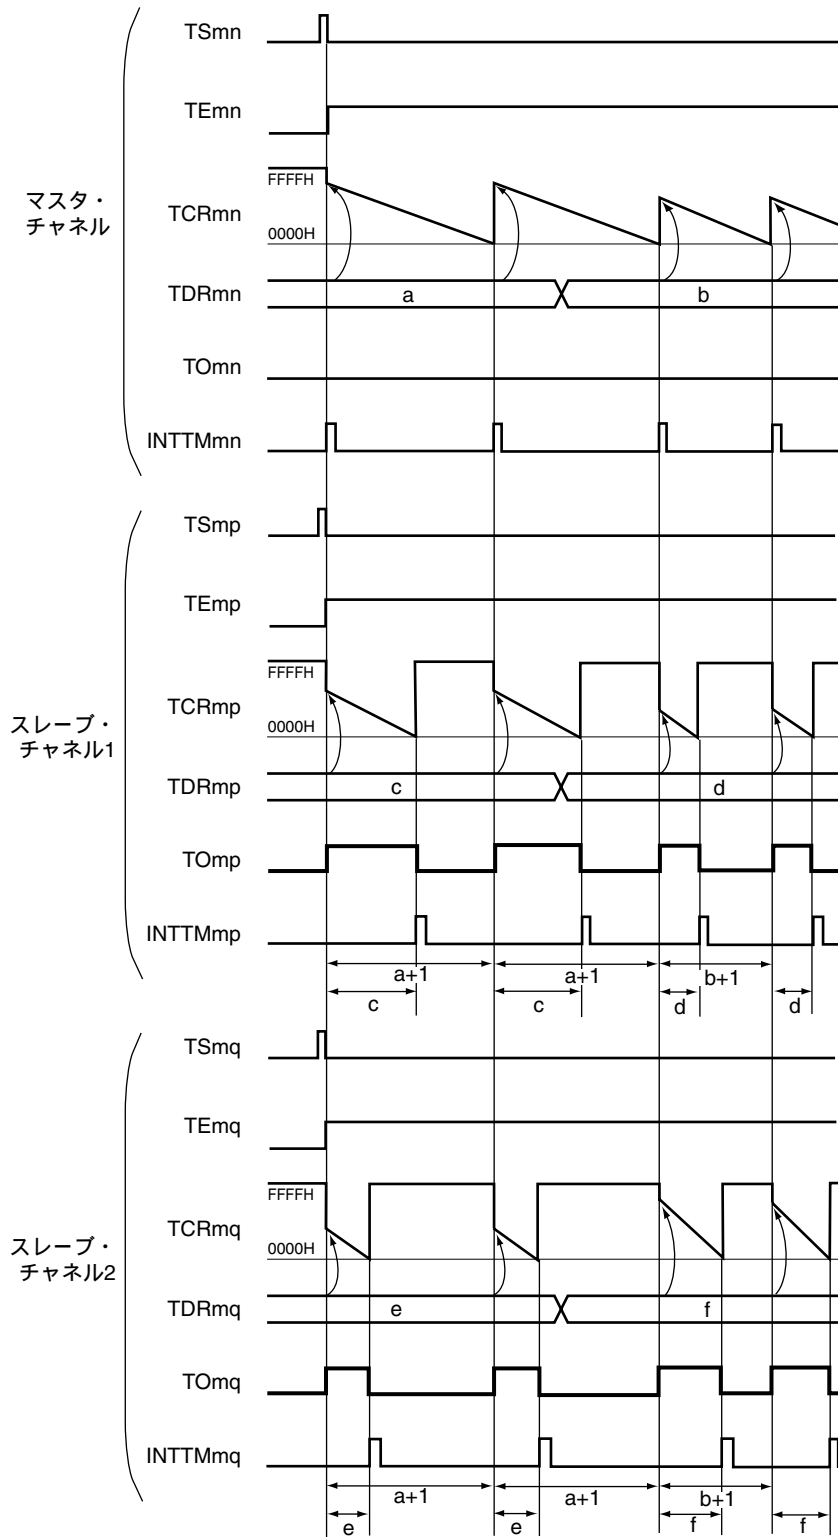 TSmn
TEmn
マスタ・
チャネル
FFFFH
TCRmn
0000H
TDRmn
a
b
TOmn
INTTMmn
TSmp
TEmp
スレーブ・
チャネル1
FFFFH
TCRmp
0000H
TDRmp
c
d
TOmp
INTTMmp
a+1
a+1
b+1
c
c
d
d
TSmq
TEmq
スレーブ・
チャネル2
FFFFH
TCRmq
0000H
TDRmq
e
f
TOmq
INTTMmq
a+1
a+1
b+1
e
e
f
f